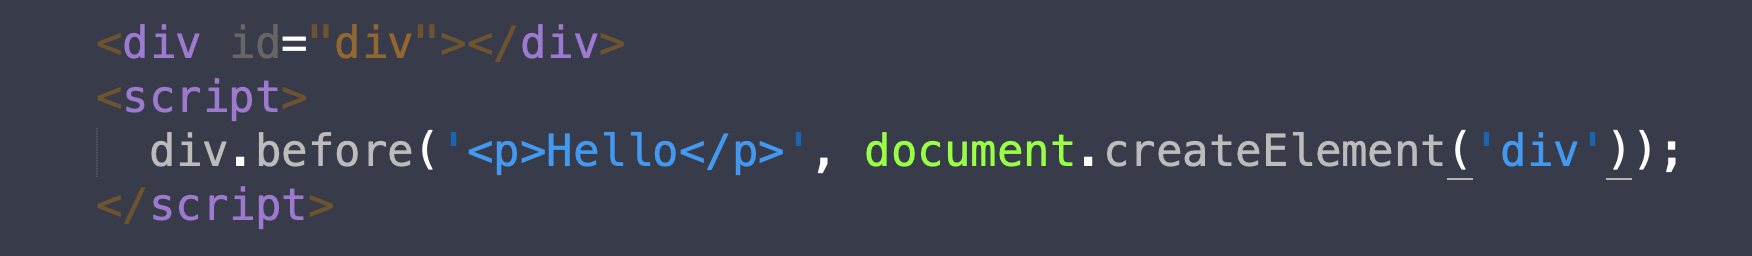 <div id="div"></div>
<script>
  div.before('<p>Hello</p>', document.createElement('div'));
</script>